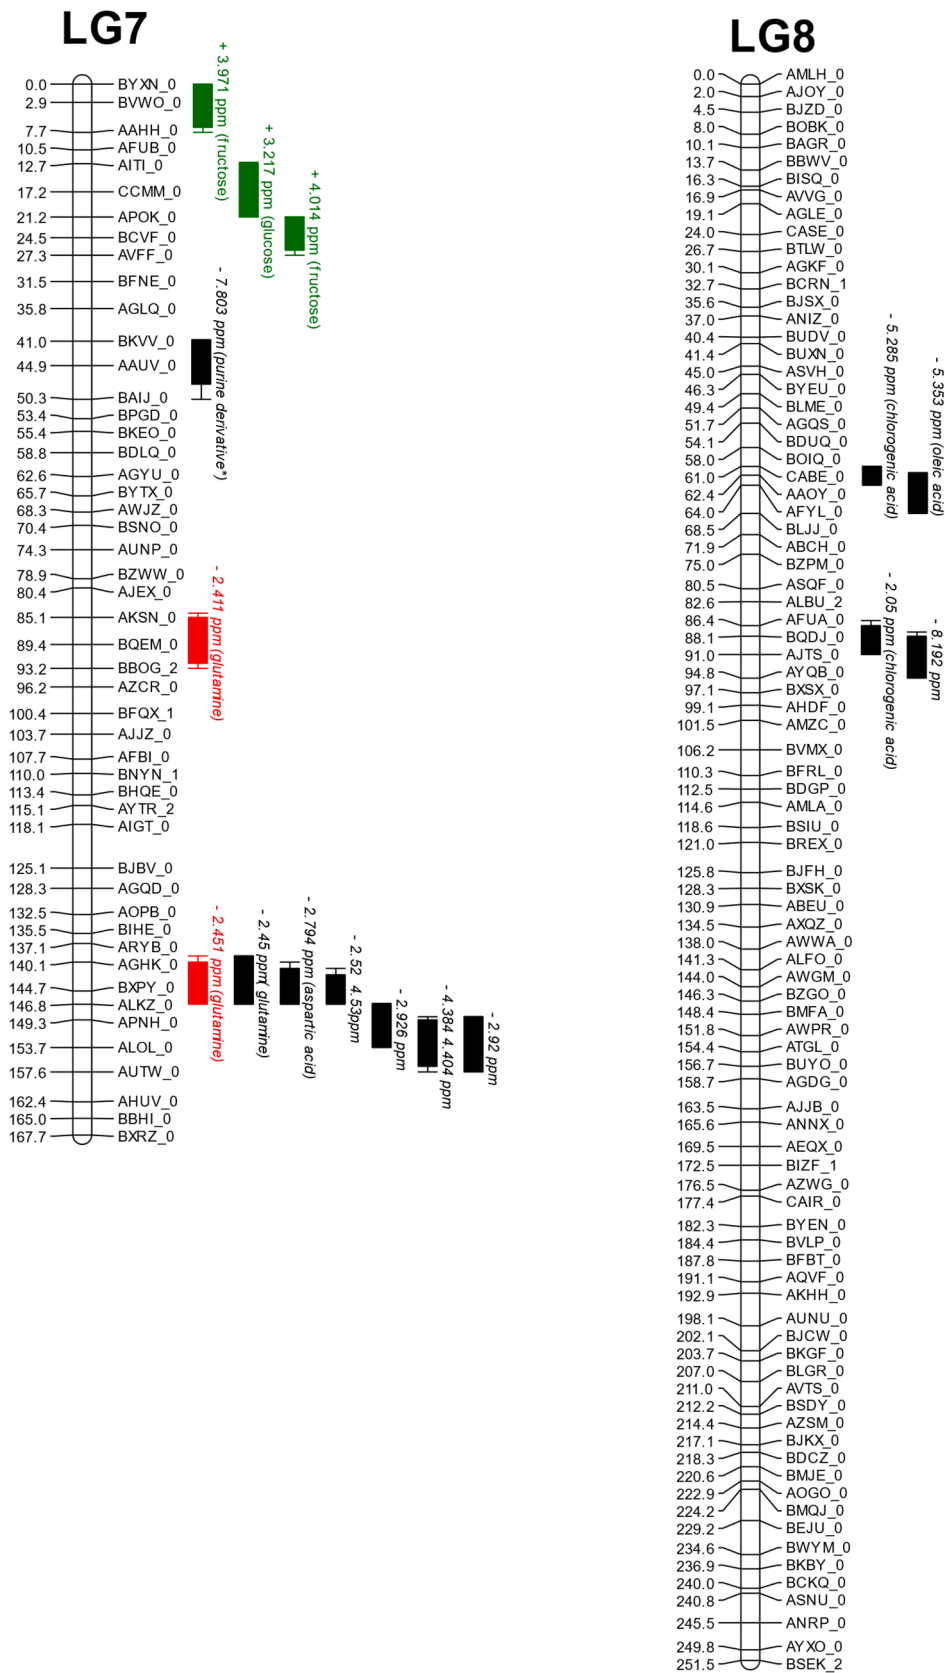 LG7
0.0 BYXN_0
2.9 BVWO_0
7.7 AAHH_0
10.5 AFUB_0
12.7 AITI_0
17.2 CCMM_0
21.2 APOK_0
24.5 BCVF_0
27.3 AVFF_0
31.5 BFNE_0
35.8 AGLQ_0
41.0 BKVV_0
44.9 AAUV_0
50.3 BAIJ_0
53.4 BPGD_0
55.4 BKEO_0
58.8 BDLQ_0
62.6 AGYU_0
65.7 BYTX_0
68.3 AWJZ_0
70.4 BSNO_0
74.3 AUNP_0
78.9 BZWW_0
80.4 AJEX_0
85.1 AKSN_0
89.4 BQEM_0
93.2 BBOG_2
96.2 AZCR_0
100.4 BFQX_1
103.7 AJJZ_0
107.7 AFBI_0
110.0 BNYN_1
113.4 BHQE_0
115.1 AYTR_2
118.1 AIGT_0
125.1 BJBV_0
128.3 AGQD_0
132.5 AOPB_0
135.5 BIHE_0
137.1 ARYB_0
140.1 AGHK_0
144.7 BXPY_0
146.8 ALKZ_0
149.3 APNH_0
153.7 ALOL_0
157.6 AUTW_0
162.4 AHUV_0
165.0 BBHI_0
167.7 BXRZ_0
+ 3.971 ppm (fructose)
+ 3.217 ppm (glucose)
+ 4.014 ppm (fructose)
- 7.803 ppm (purine derivative*)
- 2.411 ppm (glutamine)
- 2.451 ppm (glutamine)
- 2.45 ppm( glutamine)
- 2.794 ppm (aspartic acid)
- 2.52 4.53ppm
- 2.926 ppm
- 4.384 4.404 ppm
- 2.92 ppm
LG8
0.0 AMLH_0
2.0 AJOY_0
4.5 BJZD_0
8.0 BOBK_0
10.1 BAGR_0
13.7 BBWV_0
16.3 BISQ_0
16.9 AVVG_0
19.1 AGLE_0
24.0 CASE_0
26.7 BTLW_0
30.1 AGKF_0
32.7 BCRN_1
35.6 BJSX_0
37.0 ANIZ_0
40.4 BUDV_0
41.4 BUXN_0
45.0 ASVH_0
46.3 BYEU_0
49.4 BLME_0
51.7 AGQS_0
54.1 BDUQ_0
58.0 BOIQ_0
61.0 CABE_0
62.4 AAOY_0
64.0 AFYL_0
68.5 BLJJ_0
71.9 ABCH_0
75.0 BZPM_0
80.5 ASQF_0
82.6 ALBU_2
86.4 AFUA_0
88.1 BQDJ_0
91.0 AJTS_0
94.8 AYQB_0
97.1 BXSX_0
99.1 AHDF_0
101.5 AMZC_0
106.2 BVMX_0
110.3 BFRL_0
112.5 BDGP_0
114.6 AMLA_0
118.6 BSIU_0
121.0 BREX_0
125.8 BJFH_0
128.3 BXSK_0
130.9 ABEU_0
134.5 AXQZ_0
138.0 AWWA_0
141.3 ALFO_0
144.0 AWGM_0
146.3 BZGO_0
148.4 BMFA_0
151.8 AWPR_0
154.4 ATGL_0
156.7 BUYO_0
158.7 AGDG_0
163.5 AJJB_0
165.6 ANNX_0
169.5 AEQX_0
172.5 BIZF_1
176.5 AZWG_0
177.4 CAIR_0
182.3 BYEN_0
184.4 BVLP_0
187.8 BFBT_0
191.1 AQVF_0
192.9 AKHH_0
198.1 AUNU_0
202.1 BJCW_0
203.7 BKGF_0
207.0 BLGR_0
211.0 AVTS_0
212.2 BSDY_0
214.4 AZSM_0
217.1 BJKX_0
218.3 BDCZ_0
220.6 BMJE_0
222.9 AOGO_0
224.2 BMQJ_0
229.2 BEJU_0
234.6 BWYM_0
236.9 BKBY_0
240.0 BCKQ_0
240.8 ASNU_0
245.5 ANRP_0
249.8 AYXO_0
251.5 BSEK_2
- 5.285 ppm (chlorogenic acid)
- 5.353 ppm (oleic acid)
- 2.05 ppm (chlorogenic acid)
- 8.192 ppm